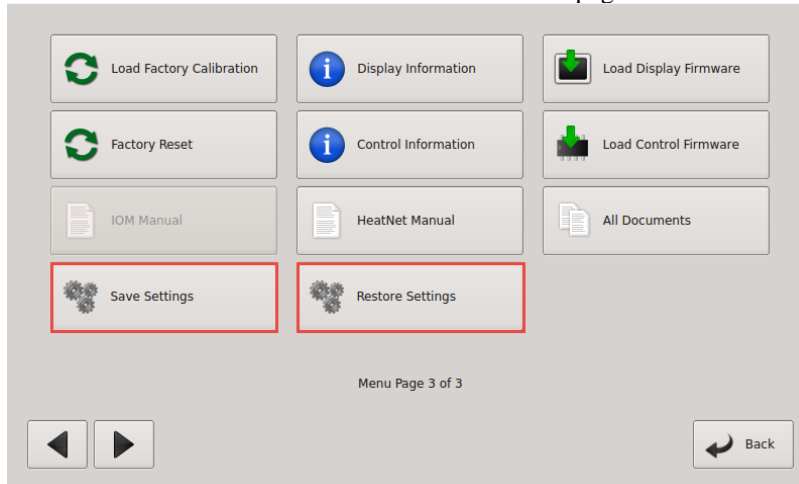 Load Factory Calibration
Display Information
Load Display Firmware
Factory Reset
Control Information
Load Control Firmware
IOM Manual
HeatNet Manual
All Documents
Save Settings
Restore Settings
Menu Page 3 of 3
Back